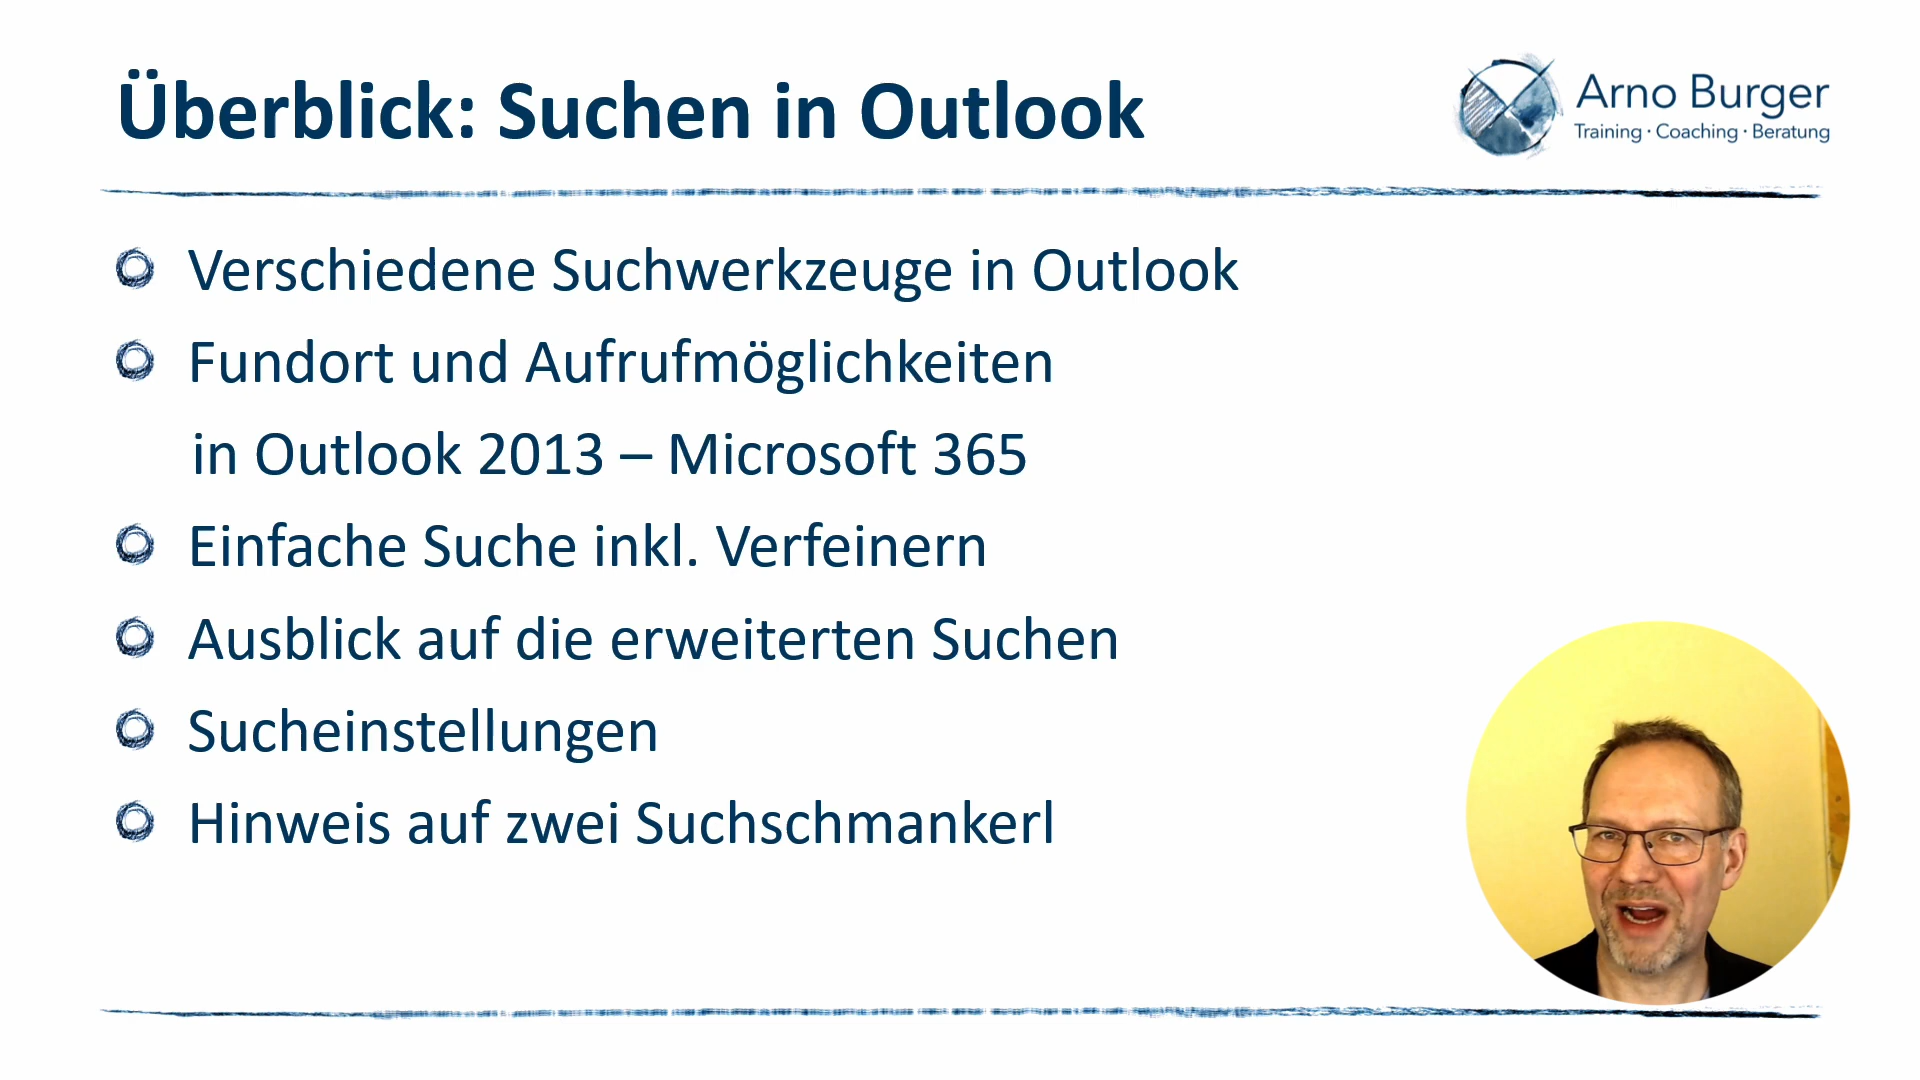 Überblick: Suchen in Outlook
Arno Burger
Training · Coaching · Beratung
Verschiedene Suchwerkzeuge in Outlook
Fundort und Aufrufmöglichkeiten
in Outlook 2013 – Microsoft 365
Einfache Suche inkl. Verfeinern
Ausblick auf die erweiterten Suchen
Sucheinstellungen
Hinweis auf zwei Suchschmankerl